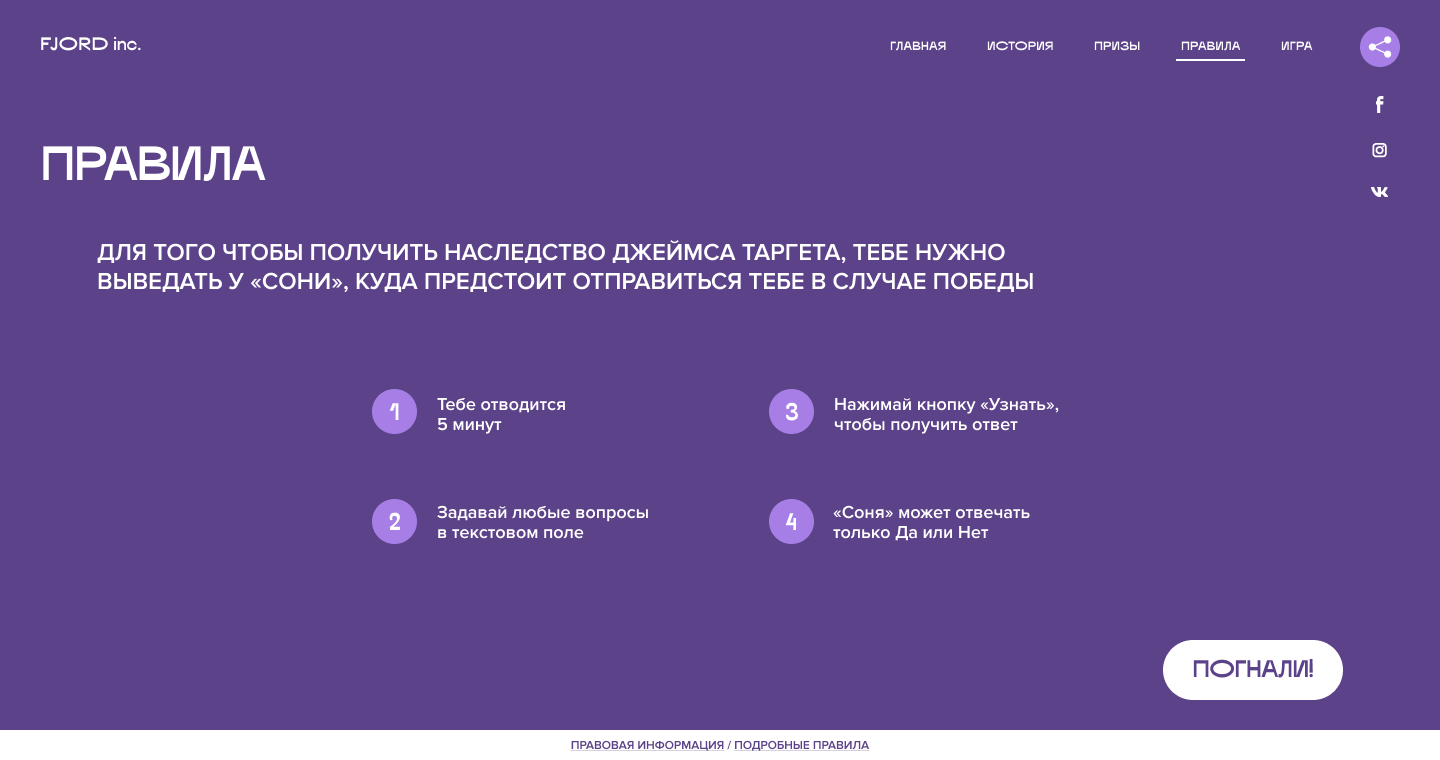 FJORD inc.
ГЛАВНАЯ
ИСТОРИЯ
ПРИЗЫ
ПРАВИЛА
ИГРА
ПРАВИЛА
ДЛЯ ТОГО ЧТОБЫ ПОЛУЧИТЬ НАСЛЕДСТВО ДЖЕЙМСА ТАРГЕТА, ТЕБЕ НУЖНО
ВЫВЕДАТЬ У «СОНИ», КУДА ПРЕДСТОИТ ОТПРАВИТЬСЯ ТЕБЕ В СЛУЧАЕ ПОБЕДЫ
1
Тебе отводится
5 минут
2
Задавай любые вопросы
в текстовом поле
3
Нажимай кнопку «Узнать»,
чтобы получить ответ
4
«Соня» может отвечать
только Да или Нет
ПОГНАЛИ!
ПРАВОВАЯ ИНФОРМАЦИЯ / ПОДРОБНЫЕ ПРАВИЛА